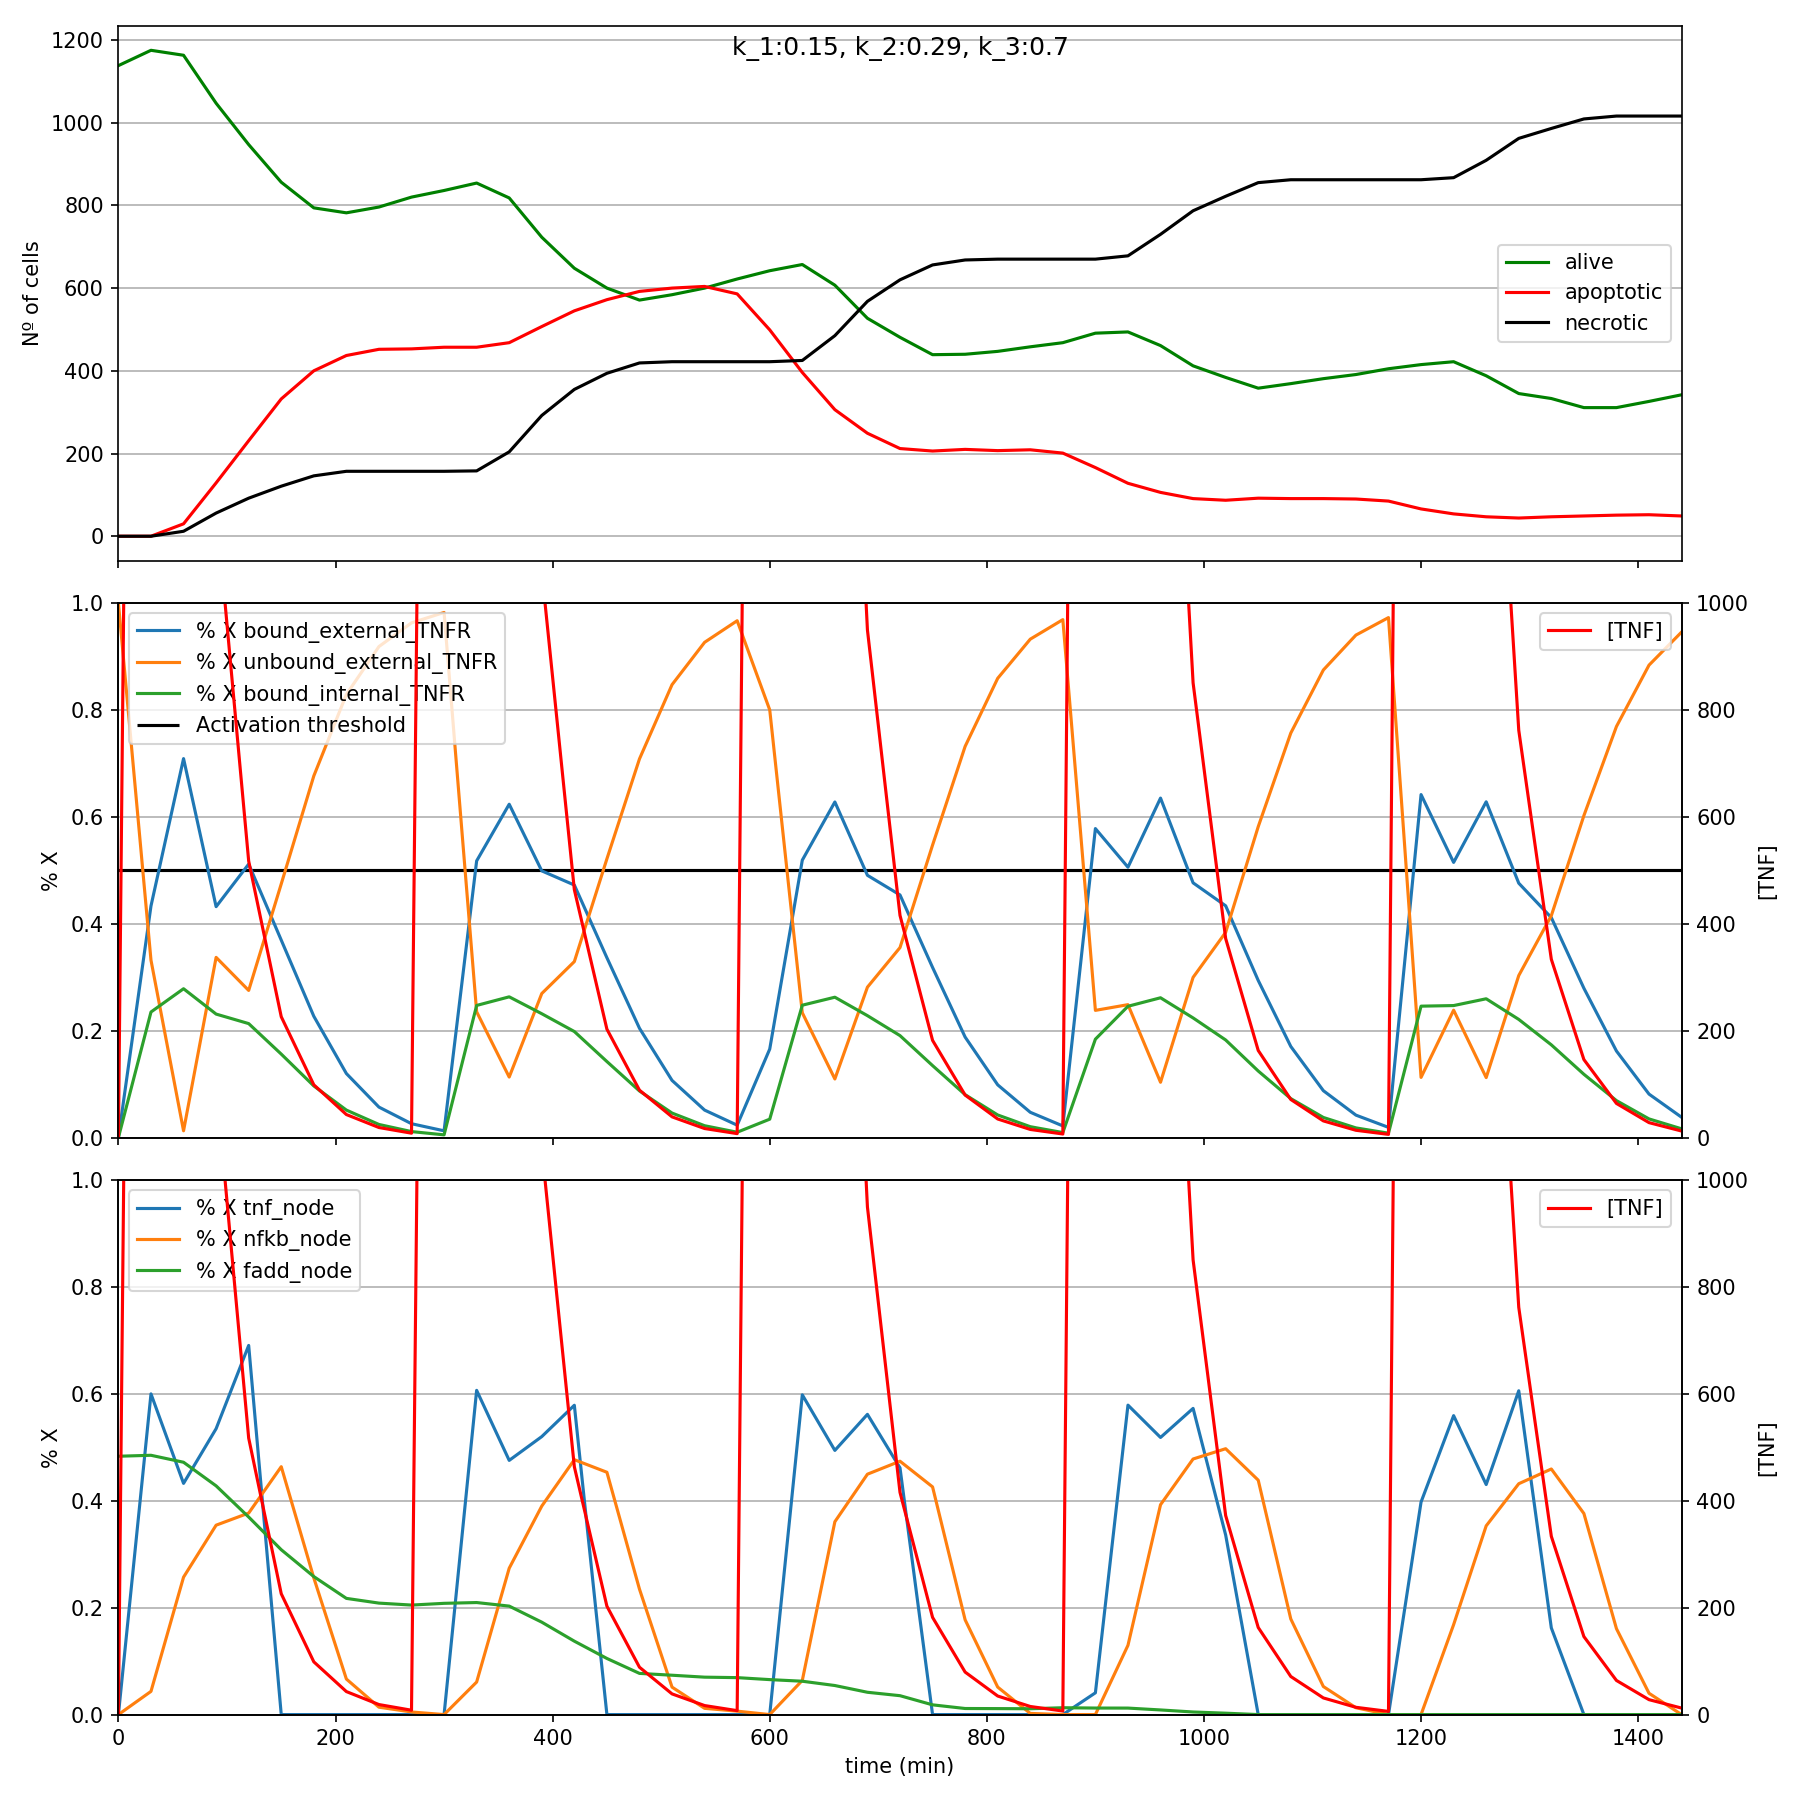 k_1:0.15, k_2:0.29, k_3:0.7
1200
1000
800
600
400
200
0
Nº of cells
alive
apoptotic
necrotic
1.0
0.8
0.6
0.4
0.2
0.0
% X
% X bound_external_TNFR
% X unbound_external_TNFR
% X bound_internal_TNFR
Activation threshold
[TNF]
1000
800
600
400
200
0
[TNF]
1.0
0.8
0.6
0.4
0.2
0.0
% X
% X tnf_node
% X nfkb_node
% X fadd_node
[TNF]
1000
800
600
400
200
0
[TNF]
0 200 400 600 800 1000 1200 1400
time (min)